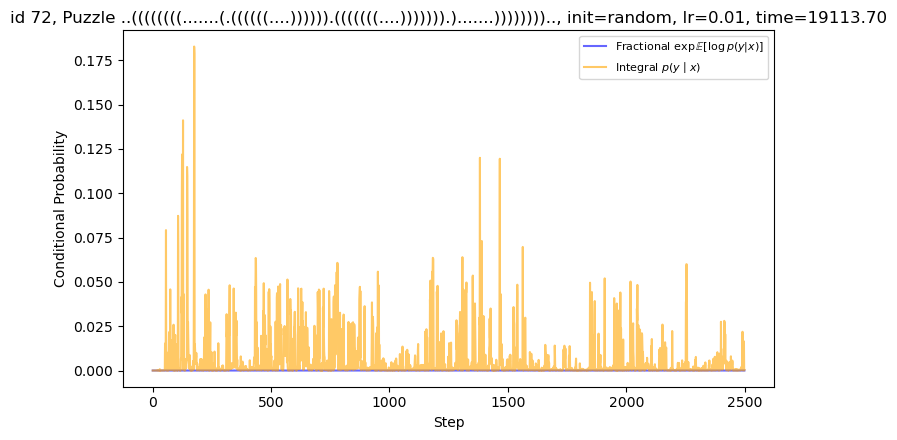 id 72, Puzzle ..((((((((.......(.((((((....)))))).(((((((....))))))).).......)))))))).., init=random, lr=0.01, time=19113.70
Fractional exp𝔼[log p(y|x)]
Integral p(y | x)
Conditional Probability
0.175
0.150
0.125
0.100
0.075
0.050
0.025
0.000
0
500
1000
1500
2000
2500
Step